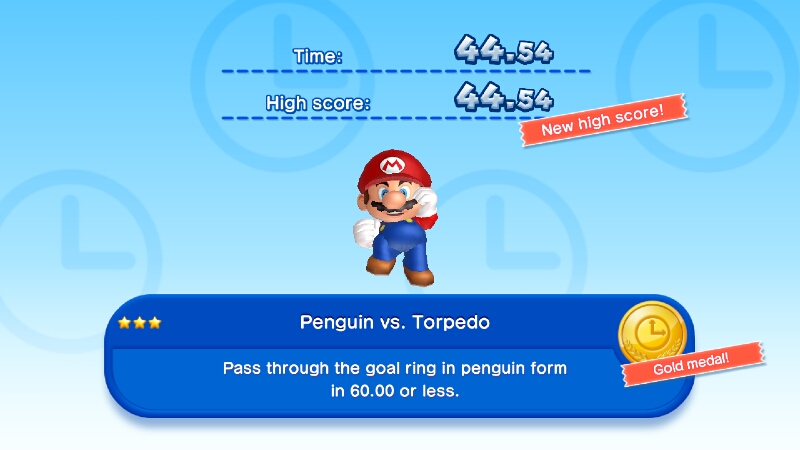 Time: 44.54
High score: 44.54
New high score!
M
Penguin vs. Torpedo
Pass through the goal ring in penguin form
in 60.00 or less.
Gold medal!